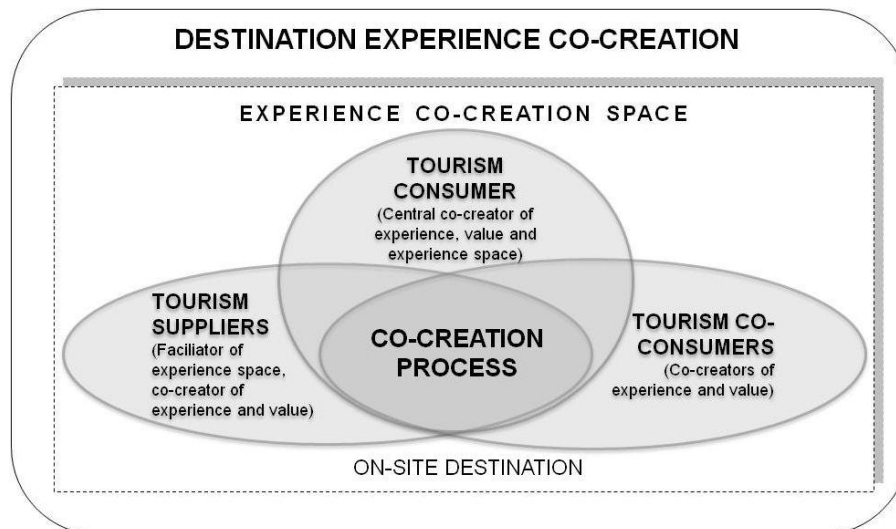 DESTINATION EXPERIENCE CO-CREATION
EXPERIENCE CO-CREATION SPACE
TOURISM
CONSUMER
(Central co-creator of
experience, value and
experience space)
TOURISM
SUPPLIERS
(Faciliator of
experience space,
co-creator of
experience and value)
CO-CREATION
PROCESS
TOURISM CO-
CONSUMERS
(Co-creators of
experience and value)
ON-SITE DESTINATION